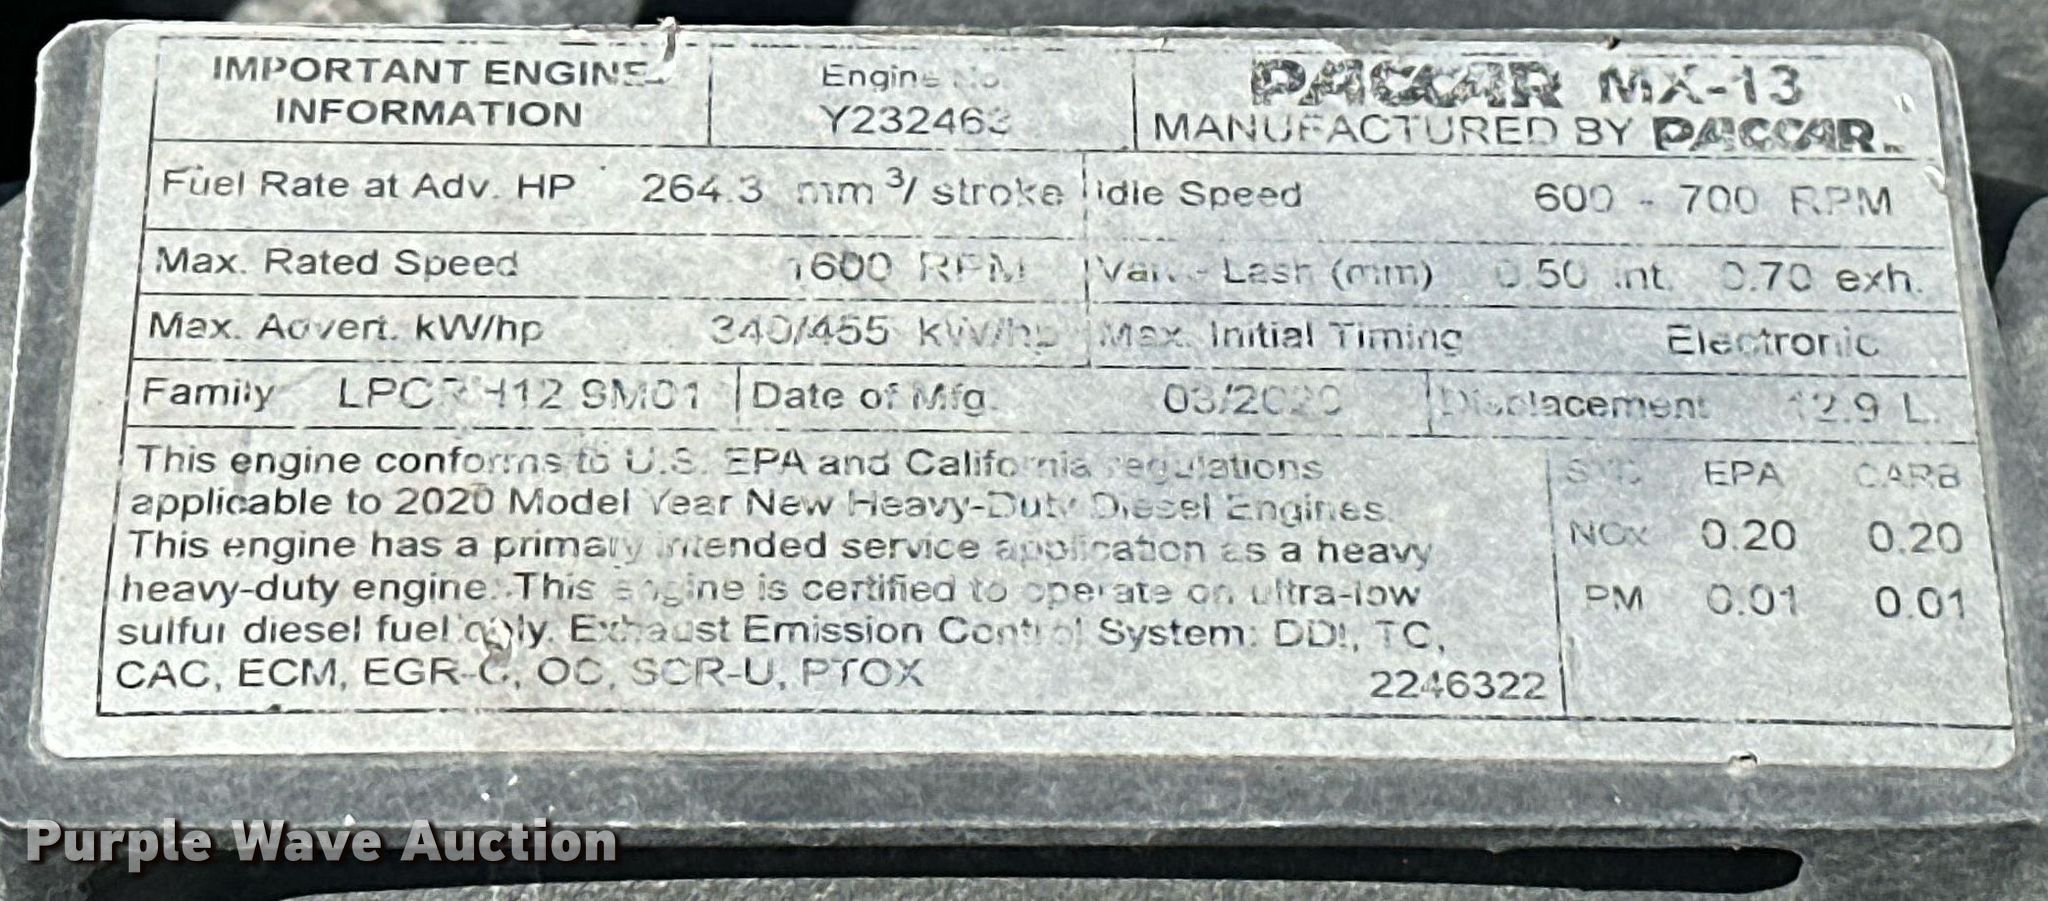 IMPORTANT ENGINE
INFORMATION
Engine No.
Y232463
PACCAR MX-13
MANUFACTURED BY PACCAR.
Fuel Rate at Adv. HP 264.3 mm³/ stroke
Idle Speed 600 - 700 RPM
Max. Rated Speed 1600 RPM
Valve Lash (mm) 0.50 int. 0.70 exh.
Max. Advert. kW/hp 340/455 kW/hp
Max. Initial Timing Electronic
Family
Date of Mfg. 03/2020
Displacement 12.9 L.
This engine conforms to U.S. EPA and California regulations
applicable to 2020 Model Year New Heavy-Duty Diesel Engines.
This engine has a primary intended service application as a heavy
heavy-duty engine. This engine is certified to operate on ultra-low
sulfur diesel fuel only. Exhaust Emission Control System: DDI, TC,
CAC, ECM, EGR-C, OC, SCR-U, PTOX
2246322
EPA CARB
NOx 0.20 0.20
PM 0.01 0.01
Purple Wave Auction